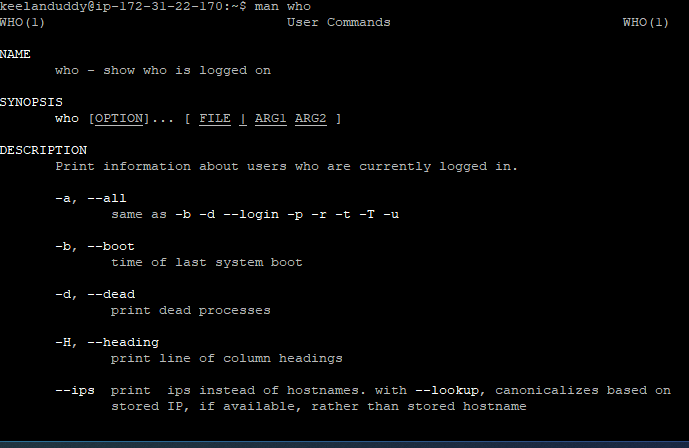 keelanduddy@ip-172-31-22-170:~$ man who
WHO(1) User Commands WHO(1)
NAME
who - show who is logged on
SYNOPSIS
who [OPTION]... [ FILE | ARG1 ARG2 ]
DESCRIPTION
Print information about users who are currently logged in.
-a, --all
same as -b -d --login -p -r -t -T -u
-b, --boot
time of last system boot
-d, --dead
print dead processes
-H, --heading
print line of column headings
--ips print ips instead of hostnames. with --lookup, canonicalizes based on
stored IP, if available, rather than stored hostname